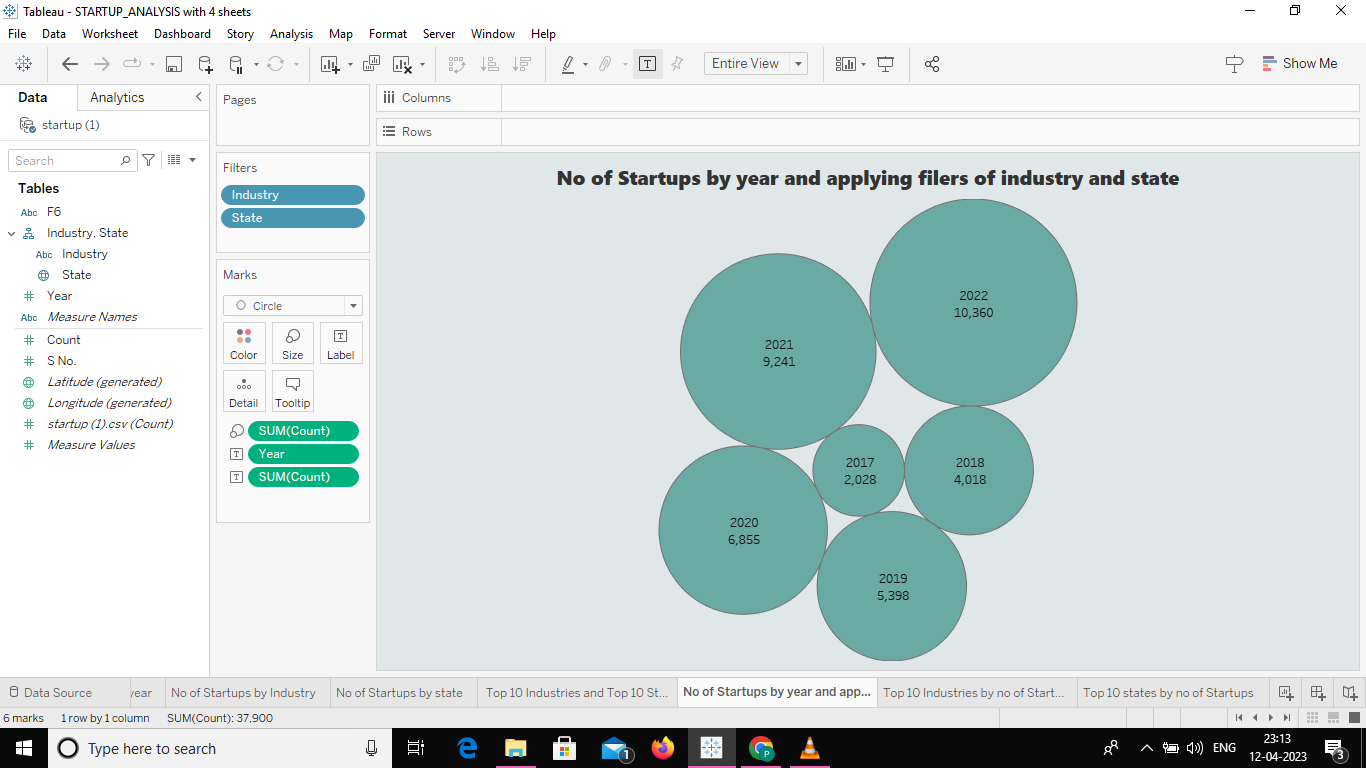 Tableau - STARTUP_ANALYSIS with 4 sheets
File Data Worksheet Dashboard Story Analysis Map Format Server Window Help
T Entire View Show Me
Data Analytics
startup (1)
Search
Tables
Abc F6
Industry, State
Abc Industry
State
# Year
Abc Measure Names
# Count
# S No.
Latitude (generated)
Longitude (generated)
# startup (1).csv (Count)
# Measure Values
Pages
Filters
Industry
State
Marks
Circle
Color Size T Label
Detail Tooltip
SUM(Count)
T Year
T SUM(Count)
Columns
Rows
No of Startups by year and applying filers of industry and state
2022
10,360
2021
9,241
2017
2,028
2018
4,018
2020
6,855
2019
5,398
Data Source year No of Startups by Industry No of Startups by state Top 10 Industries and Top 10 St... No of Startups by year and app... Top 10 Industries by no of Start... Top 10 states by no of Startups
6 marks 1 row by 1 column SUM(Count): 37,900
Type here to search
1
P
ENG
23:13
12-04-2023
3